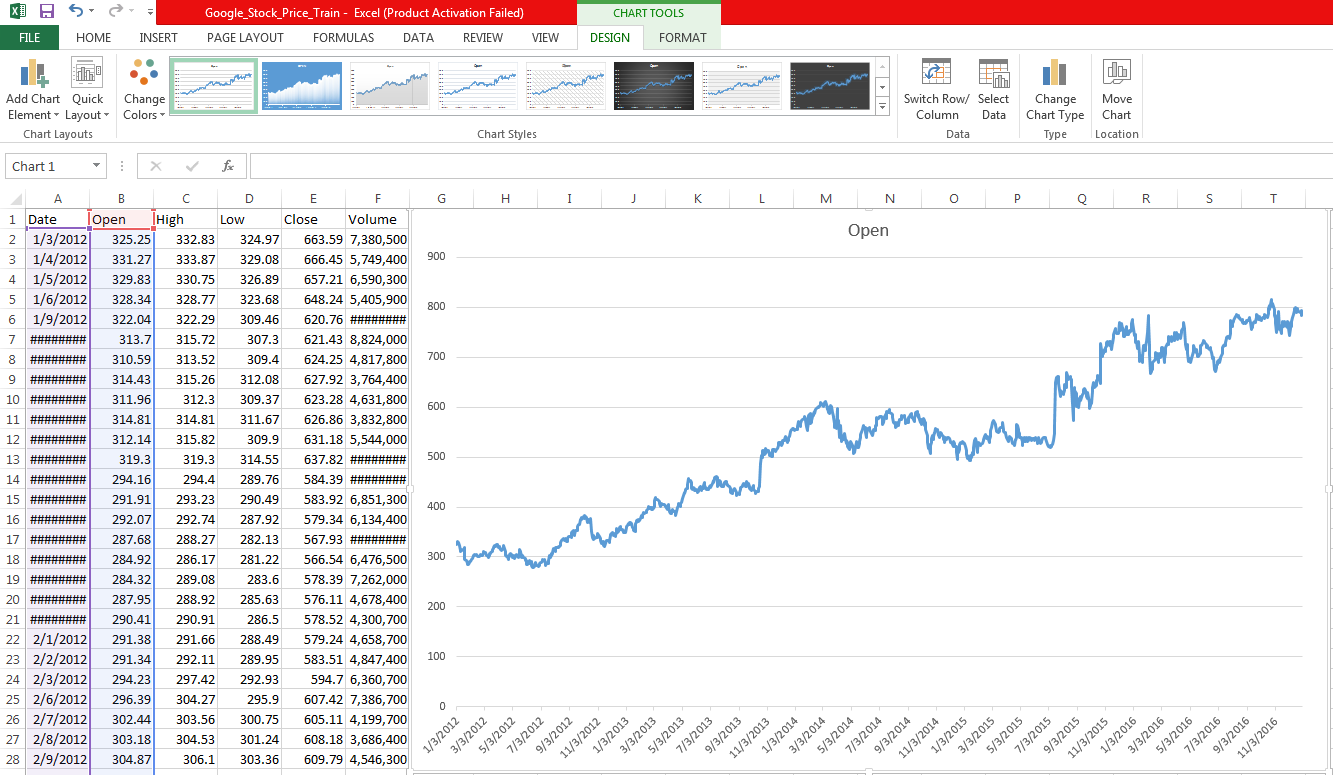 Google_Stock_Price_Train - Excel (Product Activation Failed)
CHART TOOLS
FILE HOME INSERT PAGE LAYOUT FORMULAS DATA REVIEW VIEW DESIGN FORMAT
Add Chart Element
Quick Layout
Change Colors
Switch Row/ Column
Select Data
Change Chart Type
Move Chart
Chart Layouts
Chart Styles
Data
Type
Location
Chart 1
fx
A B C D E F G H I J K L M N O P Q R S T
1 Date Open High Low Close Volume
2 1/3/2012 325.25 332.83 324.97 663.59 7,380,500
3 1/4/2012 331.27 333.87 329.08 666.45 5,749,400
4 1/5/2012 329.83 330.75 326.89 657.21 6,590,300
5 1/6/2012 328.34 328.77 323.68 648.24 5,405,900
6 1/9/2012 322.04 322.29 309.46 620.76 ########
7 ######## 313.7 315.72 307.3 621.43 8,824,000
8 ######## 310.59 313.52 309.4 624.25 4,817,800
9 ######## 314.43 315.26 312.08 627.92 3,764,400
10 ######## 311.96 312.3 309.37 623.28 4,631,800
11 ######## 314.81 314.81 311.67 626.86 3,832,800
12 ######## 312.14 315.82 309.9 631.18 5,544,000
13 ######## 319.3 319.3 314.55 637.82 ########
14 ######## 294.16 294.4 289.76 584.39 ########
15 ######## 291.91 293.23 290.49 583.92 6,851,300
16 ######## 292.07 292.74 287.92 579.34 6,134,400
17 ######## 287.68 288.27 282.13 567.93 ########
18 ######## 284.92 286.17 281.22 566.54 6,476,500
19 ######## 284.32 289.08 283.6 578.39 7,262,000
20 ######## 287.95 288.92 285.63 576.11 4,678,400
21 ######## 290.41 290.91 286.5 578.52 4,300,700
22 2/1/2012 291.38 291.66 288.49 579.24 4,658,700
23 2/2/2012 291.34 292.11 289.95 583.51 4,847,400
24 2/3/2012 294.23 297.42 292.93 594.7 6,360,700
25 2/6/2012 296.39 304.27 295.9 607.42 7,386,700
26 2/7/2012 302.44 303.56 300.75 605.11 4,199,700
27 2/8/2012 303.18 304.53 301.24 608.18 3,686,400
28 2/9/2012 304.87 306.1 303.36 609.79 4,546,300
Open
900
800
700
600
500
400
300
200
100
0
1/3/2012 3/3/2012 5/3/2012 7/3/2012 9/3/2012 11/3/2012 1/3/2013 3/3/2013 5/3/2013 7/3/2013 9/3/2013 11/3/2013 1/3/2014 3/3/2014 5/3/2014 7/3/2014 9/3/2014 11/3/2014 1/3/2015 3/3/2015 5/3/2015 7/3/2015 9/3/2015 11/3/2015 1/3/2016 3/3/2016 5/3/2016 7/3/2016 9/3/2016 11/3/2016